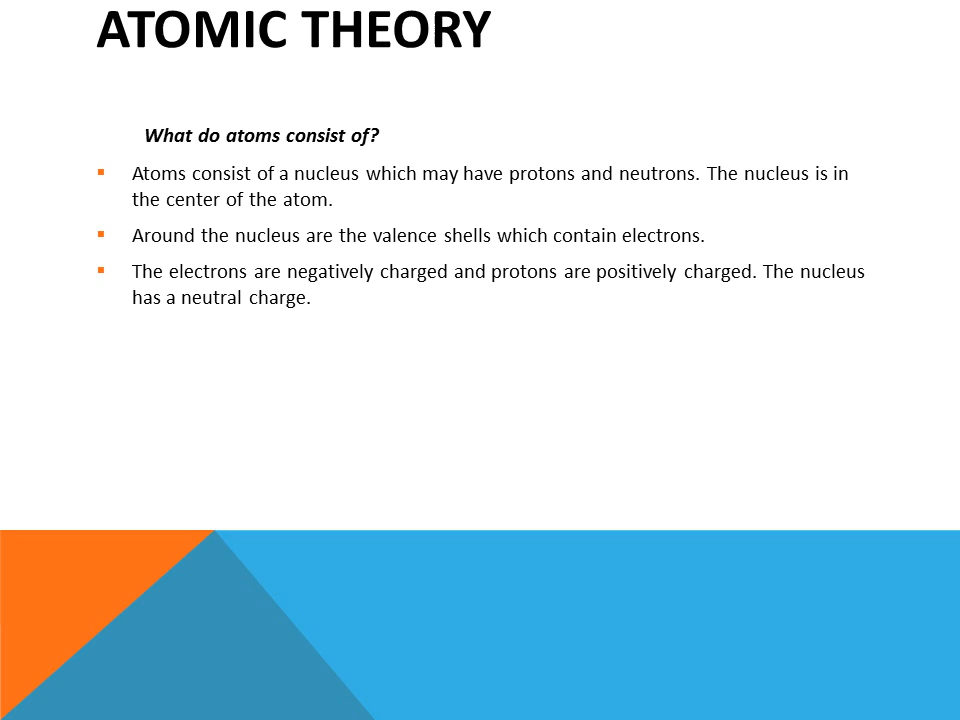 ATOMIC THEORY
What do atoms consist of?
▪ Atoms consist of a nucleus which may have protons and neutrons. The nucleus is in
the center of the atom.
▪ Around the nucleus are the valence shells which contain electrons.
▪ The electrons are negatively charged and protons are positively charged. The nucleus
has a neutral charge.